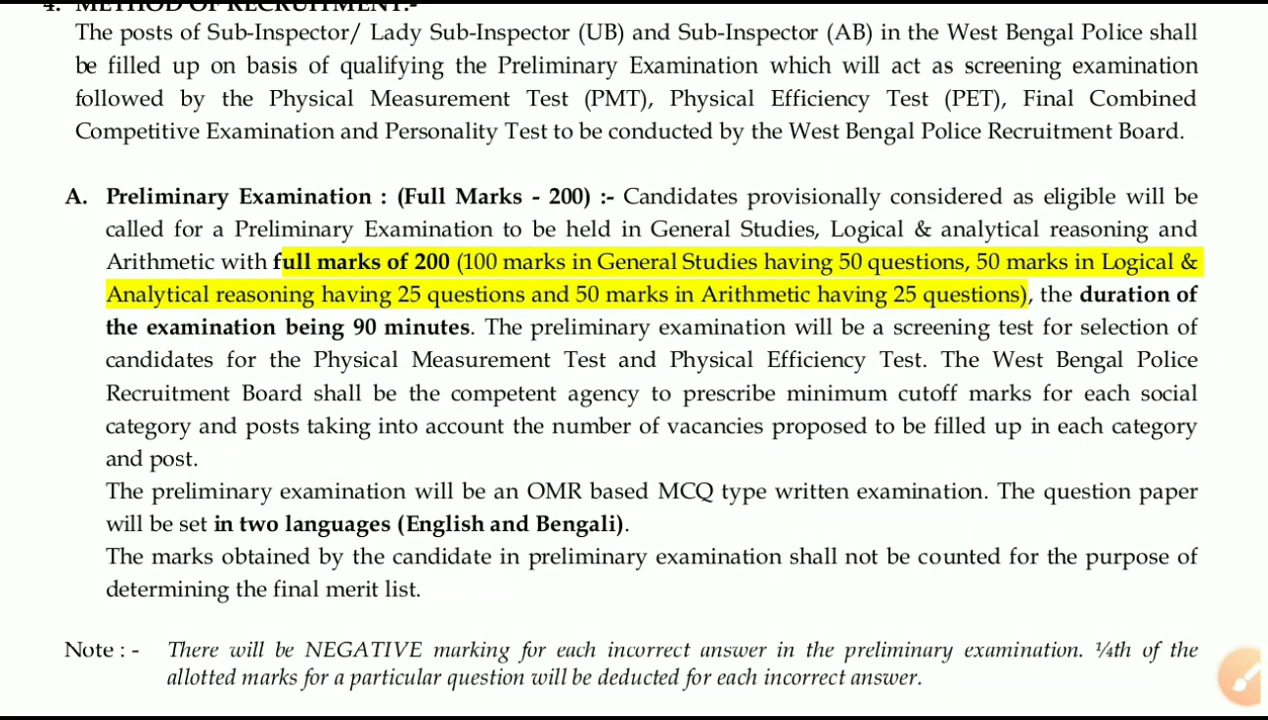 4. METHOD OF RECRUITMENT:-
The posts of Sub-Inspector/ Lady Sub-Inspector (UB) and Sub-Inspector (AB) in the West Bengal Police shall
be filled up on basis of qualifying the Preliminary Examination which will act as screening examination
followed by the Physical Measurement Test (PMT), Physical Efficiency Test (PET), Final Combined
Competitive Examination and Personality Test to be conducted by the West Bengal Police Recruitment Board.
A. Preliminary Examination : (Full Marks - 200) :- Candidates provisionally considered as eligible will be
called for a Preliminary Examination to be held in General Studies, Logical & analytical reasoning and
Arithmetic with full marks of 200 (100 marks in General Studies having 50 questions, 50 marks in Logical &
Analytical reasoning having 25 questions and 50 marks in Arithmetic having 25 questions), the duration of
the examination being 90 minutes. The preliminary examination will be a screening test for selection of
candidates for the Physical Measurement Test and Physical Efficiency Test. The West Bengal Police
Recruitment Board shall be the competent agency to prescribe minimum cutoff marks for each social
category and posts taking into account the number of vacancies proposed to be filled up in each category
and post.
The preliminary examination will be an OMR based MCQ type written examination. The question paper
will be set in two languages (English and Bengali).
The marks obtained by the candidate in preliminary examination shall not be counted for the purpose of
determining the final merit list.
Note : - There will be NEGATIVE marking for each incorrect answer in the preliminary examination. ¼th of the
allotted marks for a particular question will be deducted for each incorrect answer.